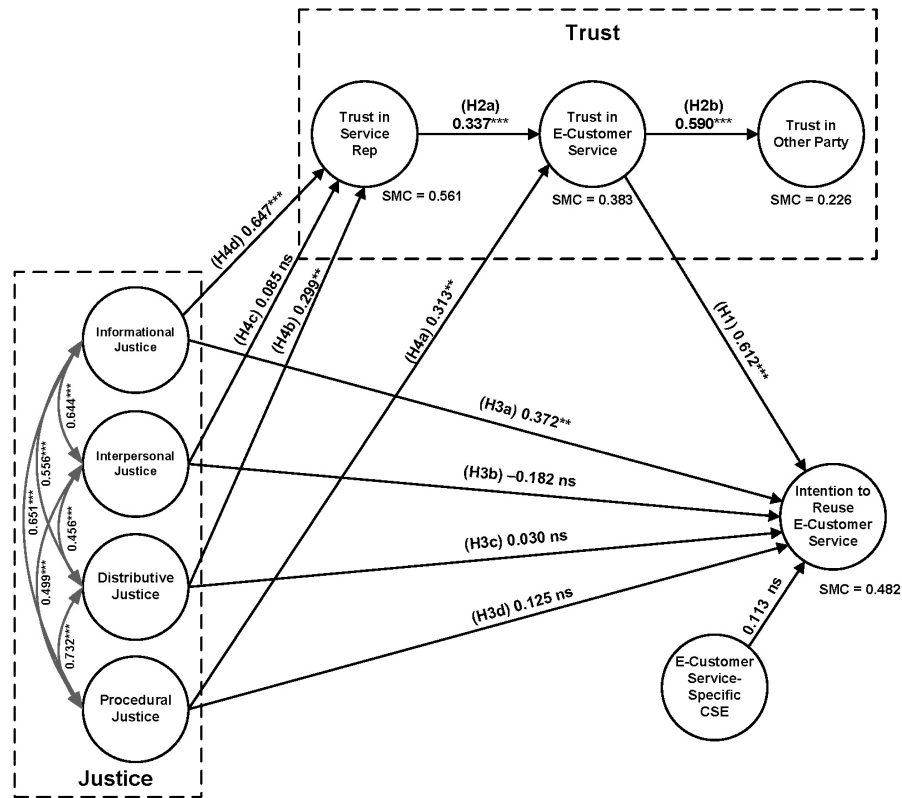 Trust
Trust in
Service
Rep
(H2a)
0.337***
Trust in
E-Customer
Service
(H2b)
0.590***
Trust in
Other Party
SMC = 0.561
SMC = 0.383
SMC = 0.226
(H4d) 0.647***
(H4c) 0.085 ns
(H4b) 0.299**
(H4a) 0.313**
(H1) 0.612***
Informational
Justice
Interpersonal
Justice
Distributive
Justice
Procedural
Justice
Justice
0.644***
0.556***
0.651***
0.456***
0.499***
0.732***
(H3a) 0.372**
(H3b) –0.182 ns
(H3c) 0.030 ns
(H3d) 0.125 ns
Intention to
Reuse
E-Customer
Service
SMC = 0.482
0.113 ns
E-Customer
Service-
Specific
CSE